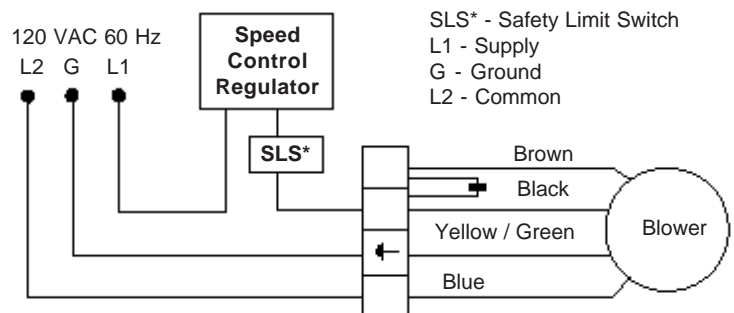 120 VAC 60 Hz
L2 G L1
Speed
Control
Regulator
SLS*
SLS* - Safety Limit Switch
L1 - Supply
G - Ground
L2 - Common
Brown
Black
Yellow / Green
Blue
Blower